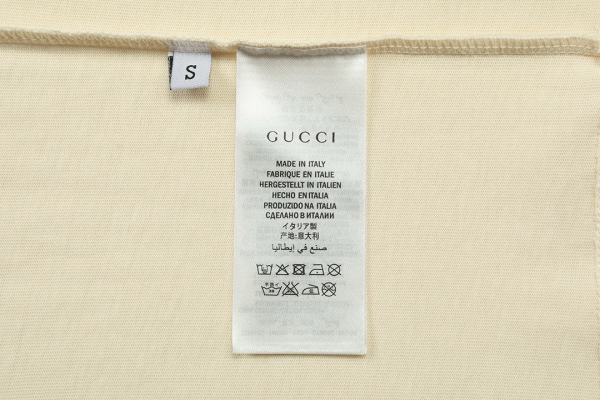 S
GUCCI
MADE IN ITALY
FABRIQUE EN ITALIE
HERGESTELLT IN ITALIEN
HECHO EN ITALIA
PRODUZIDO NA ITALIA
СДЕЛАНО В ИТАЛИИ
イタリア製
产地:意大利
صنع في إيطاليا